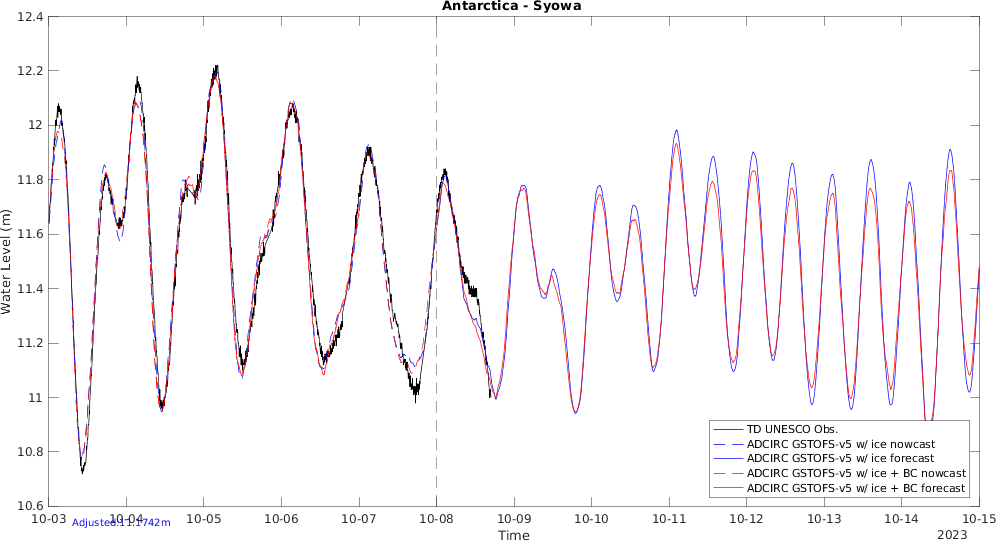 Antarctica - Syowa
12.4
12.2
12
11.8
11.6
11.4
11.2
11
10.8
10.6
Water Level (m)
TD UNESCO Obs.
ADCIRC GSTOFS-v5 w/ ice nowcast
ADCIRC GSTOFS-v5 w/ ice forecast
ADCIRC GSTOFS-v5 w/ ice + BC nowcast
ADCIRC GSTOFS-v5 w/ ice + BC forecast
10-03 10-04 10-05 10-06 10-07 10-08 10-09 10-10 10-11 10-12 10-13 10-14 10-15
Adjusted:11.1742m
Time
2023